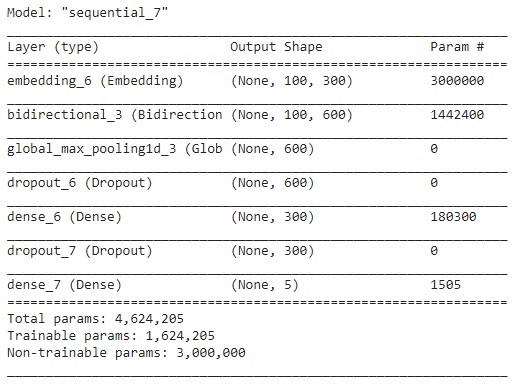 Model: "sequential_7"
Layer (type) Output Shape Param #
embedding_6 (Embedding) (None, 100, 300) 3000000
bidirectional_3 (Bidirection (None, 100, 600) 1442400
global_max_pooling1d_3 (Glob (None, 600) 0
dropout_6 (Dropout) (None, 600) 0
dense_6 (Dense) (None, 300) 180300
dropout_7 (Dropout) (None, 300) 0
dense_7 (Dense) (None, 5) 1505
Total params: 4,624,205
Trainable params: 1,624,205
Non-trainable params: 3,000,000